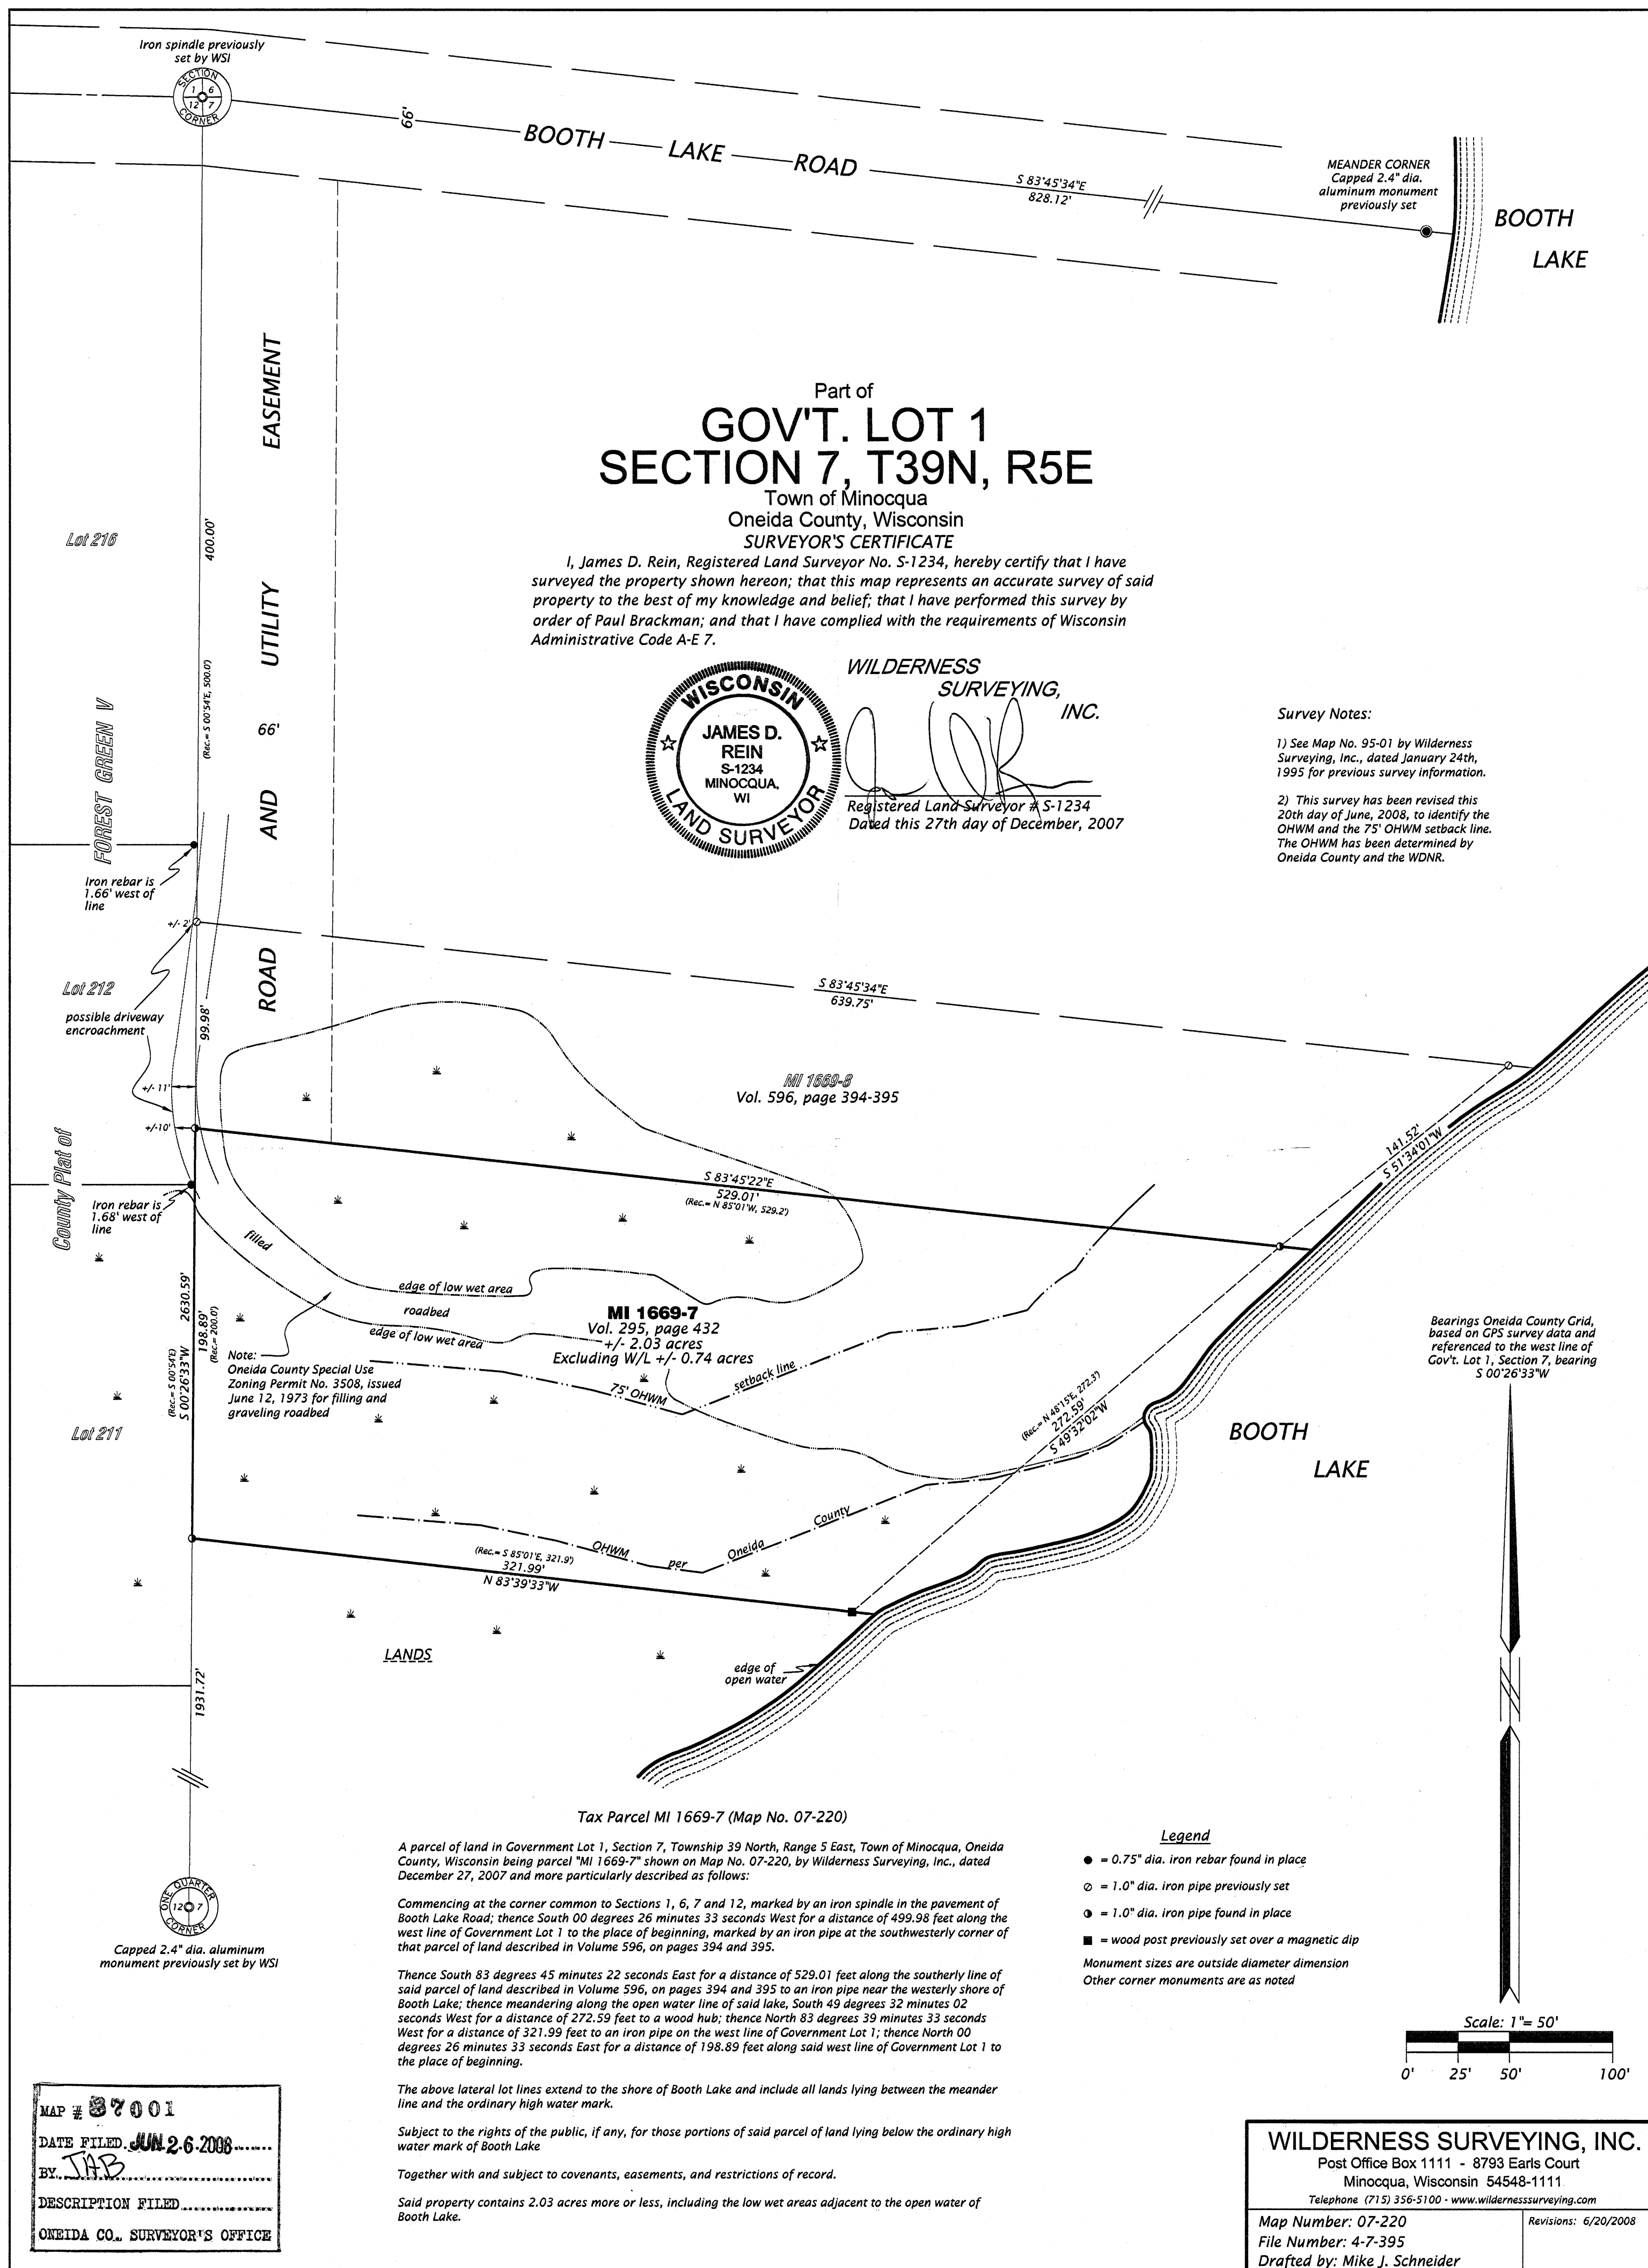 Iron spindle previously
set by WSI
SECTION
1 6
12 7
CORNER
66'
BOOTH LAKE ROAD
S 83°45'34"E
828.12'
MEANDER CORNER
Capped 2.4" dia.
aluminum monument
previously set
BOOTH
LAKE
Part of
GOV'T. LOT 1
SECTION 7, T39N, R5E
Town of Minocqua
Oneida County, Wisconsin
SURVEYOR'S CERTIFICATE
I, James D. Rein, Registered Land Surveyor No. S-1234, hereby certify that I have
surveyed the property shown hereon; that this map represents an accurate survey of said
property to the best of my knowledge and belief; that I have performed this survey by
order of Paul Brackman; and that I have complied with the requirements of Wisconsin
Administrative Code A-E 7.
WISCONSIN
JAMES D.
REIN
S-1234
MINOCQUA,
WI
LAND SURVEYOR
WILDERNESS
SURVEYING,
INC.
Registered Land Surveyor # S-1234
Dated this 27th day of December, 2007
Survey Notes:
1) See Map No. 95-01 by Wilderness
Surveying, Inc., dated January 24th,
1995 for previous survey information.
2) This survey has been revised this
20th day of June, 2008, to identify the
OHWM and the 75' OHWM setback line.
The OHWM has been determined by
Oneida County and the WDNR.
66' ROAD AND UTILITY EASEMENT
Lot 216
400.00'
(Rec.= S 00°54'E, 500.0')
County Plat of FOREST GREEN V
Iron rebar is
1.66' west of
line
+/- 2'
Lot 212
possible driveway
encroachment
99.98'
+/- 11'
+/-10'
Iron rebar is
1.68' west of
line
S 83°45'34"E
639.75'
MI 1669-8
Vol. 596, page 394-395
141.52'
S 51°34'01"W
S 83°45'22"E
529.01'
(Rec.= N 85°01'W, 529.2')
filled
edge of low wet area
roadbed
edge of low wet area
MI 1669-7
Vol. 295, page 432
+/- 2.03 acres
Excluding W/L +/- 0.74 acres
2630.59'
S 00°26'33"W
(Rec.= S 00°54'E)
198.89'
(Rec.= 200.0')
Note:
Oneida County Special Use
Zoning Permit No. 3508, issued
June 12, 1973 for filling and
graveling roadbed
75' OHWM setback line
(Rec.= N 48°15'E, 272.3')
272.59'
S 49°32'02"W
Lot 211
BOOTH
LAKE
Bearings Oneida County Grid,
based on GPS survey data and
referenced to the west line of
Gov't. Lot 1, Section 7, bearing
S 00°26'33"W
OHWM per Oneida County
(Rec.= S 85°01'E, 321.9')
321.99'
N 83°39'33"W
LANDS
edge of
open water
1931.72'
ONE QUARTER
12 7
CORNER
Capped 2.4" dia. aluminum
monument previously set by WSI
Tax Parcel MI 1669-7 (Map No. 07-220)
A parcel of land in Government Lot 1, Section 7, Township 39 North, Range 5 East, Town of Minocqua, Oneida
County, Wisconsin being parcel "MI 1669-7" shown on Map No. 07-220, by Wilderness Surveying, Inc., dated
December 27, 2007 and more particularly described as follows:
Commencing at the corner common to Sections 1, 6, 7 and 12, marked by an iron spindle in the pavement of
Booth Lake Road; thence South 00 degrees 26 minutes 33 seconds West for a distance of 499.98 feet along the
west line of Government Lot 1 to the place of beginning, marked by an iron pipe at the southwesterly corner of
that parcel of land described in Volume 596, on pages 394 and 395.
Thence South 83 degrees 45 minutes 22 seconds East for a distance of 529.01 feet along the southerly line of
said parcel of land described in Volume 596, on pages 394 and 395 to an iron pipe near the westerly shore of
Booth Lake; thence meandering along the open water line of said lake, South 49 degrees 32 minutes 02
seconds West for a distance of 272.59 feet to a wood hub; thence North 83 degrees 39 minutes 33 seconds
West for a distance of 321.99 feet to an iron pipe on the west line of Government Lot 1; thence North 00
degrees 26 minutes 33 seconds East for a distance of 198.89 feet along said west line of Government Lot 1 to
the place of beginning.
The above lateral lot lines extend to the shore of Booth Lake and include all lands lying between the meander
line and the ordinary high water mark.
Subject to the rights of the public, if any, for those portions of said parcel of land lying below the ordinary high
water mark of Booth Lake
Together with and subject to covenants, easements, and restrictions of record.
Said property contains 2.03 acres more or less, including the low wet areas adjacent to the open water of
Booth Lake.
Legend
= 0.75" dia. iron rebar found in place
= 1.0" dia. iron pipe previously set
= 1.0" dia. iron pipe found in place
= wood post previously set over a magnetic dip
Monument sizes are outside diameter dimension
Other corner monuments are as noted
Scale: 1"= 50'
0' 25' 50' 100'
MAP # 37001
DATE FILED. JUN 26 2008
BY. JAB
DESCRIPTION FILED
ONEIDA CO. SURVEYOR'S OFFICE
WILDERNESS SURVEYING, INC.
Post Office Box 1111 - 8793 Earls Court
Minocqua, Wisconsin 54548-1111
Telephone (715) 356-5100 - www.wildernesssurveying.com
Map Number: 07-220
Revisions: 6/20/2008
File Number: 4-7-395
Drafted by: Mike J. Schneider